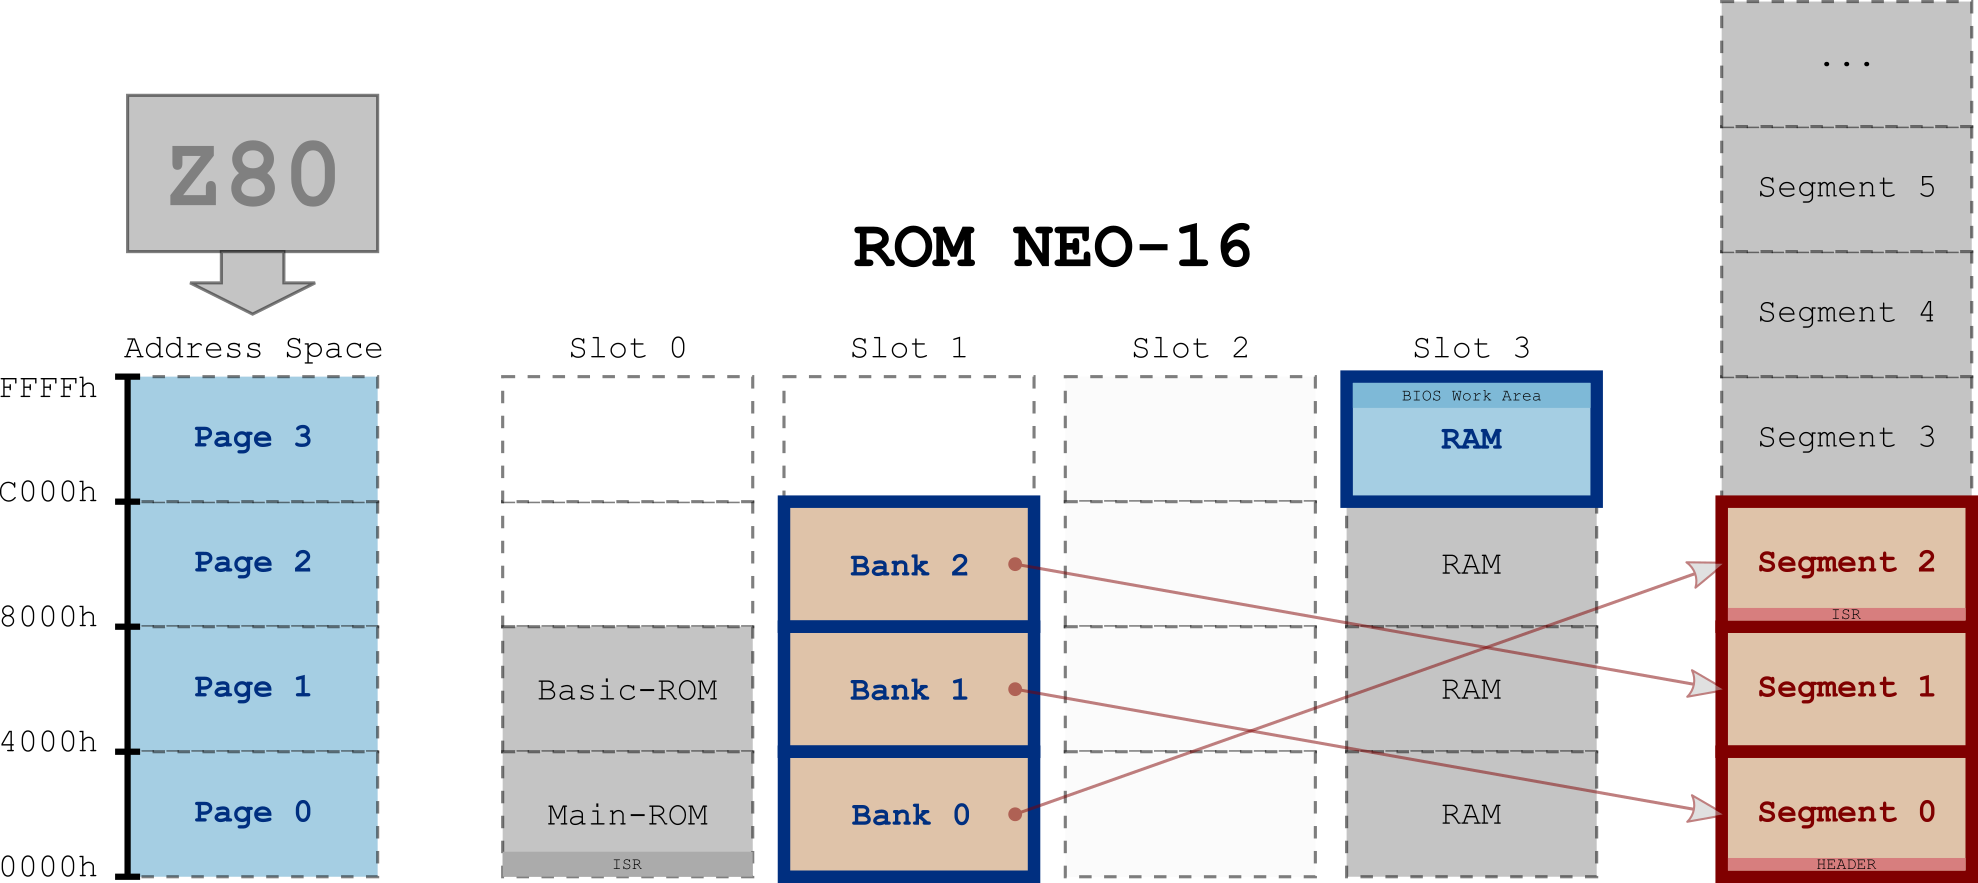 ...
Z80
Segment 5
ROM NEO-16
Segment 4
Address Space
Slot 0
Slot 1
Slot 2
Slot 3
FFFFh
BIOS Work Area
Page 3
RAM
Segment 3
C000h
Page 2
Bank 2
RAM
Segment 2
8000h
ISR
Page 1
Basic-ROM
Bank 1
RAM
Segment 1
4000h
Page 0
Main-ROM
Bank 0
RAM
Segment 0
0000h
ISR
HEADER